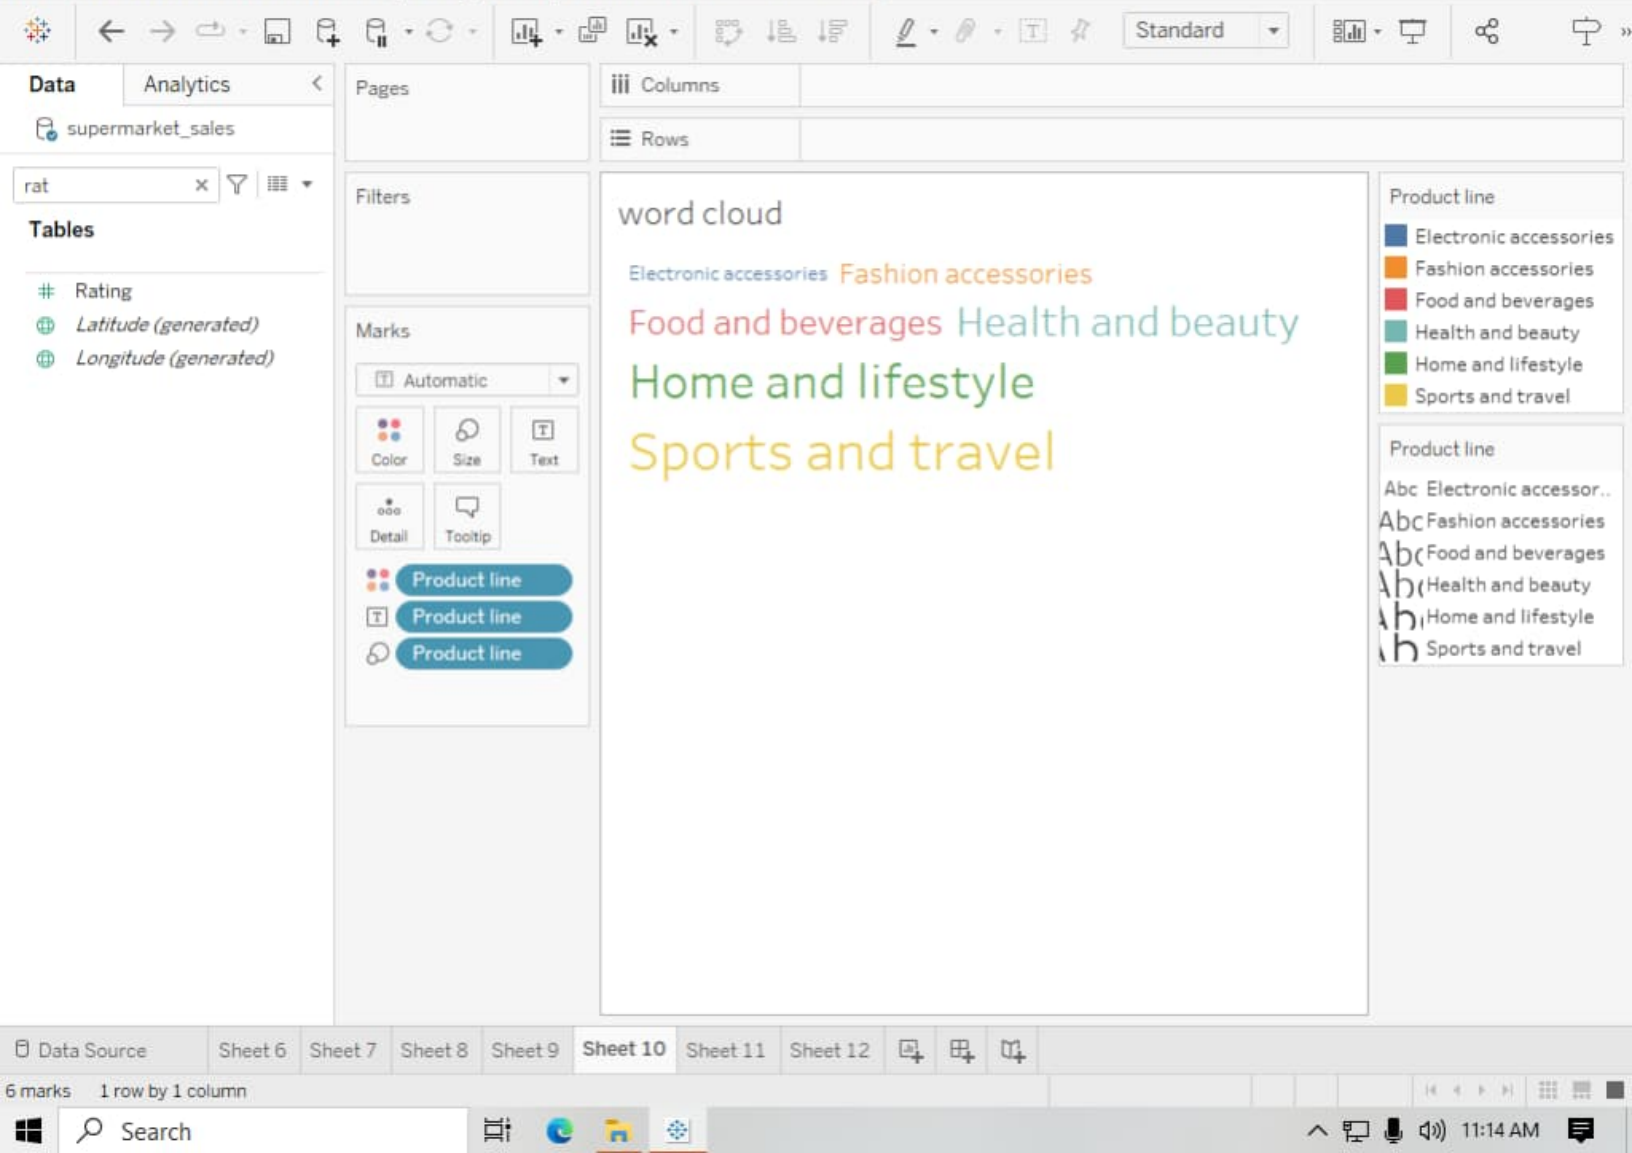 Standard
Data
Analytics
supermarket_sales
rat
Tables
Rating
Latitude (generated)
Longitude (generated)
Pages
Filters
Marks
Automatic
Color
Size
Text
Detail
Tooltip
Product line
Product line
Product line
Columns
Rows
word cloud
Electronic accessories Fashion accessories
Food and beverages Health and beauty
Home and lifestyle
Sports and travel
Product line
Electronic accessories
Fashion accessories
Food and beverages
Health and beauty
Home and lifestyle
Sports and travel
Product line
Abc Electronic accessor..
Abc Fashion accessories
Abc Food and beverages
Ab Health and beauty
Ab Home and lifestyle
Sports and travel
Data Source Sheet 6 Sheet 7 Sheet 8 Sheet 9 Sheet 10 Sheet 11 Sheet 12
6 marks 1 row by 1 column
Search
11:14 AM